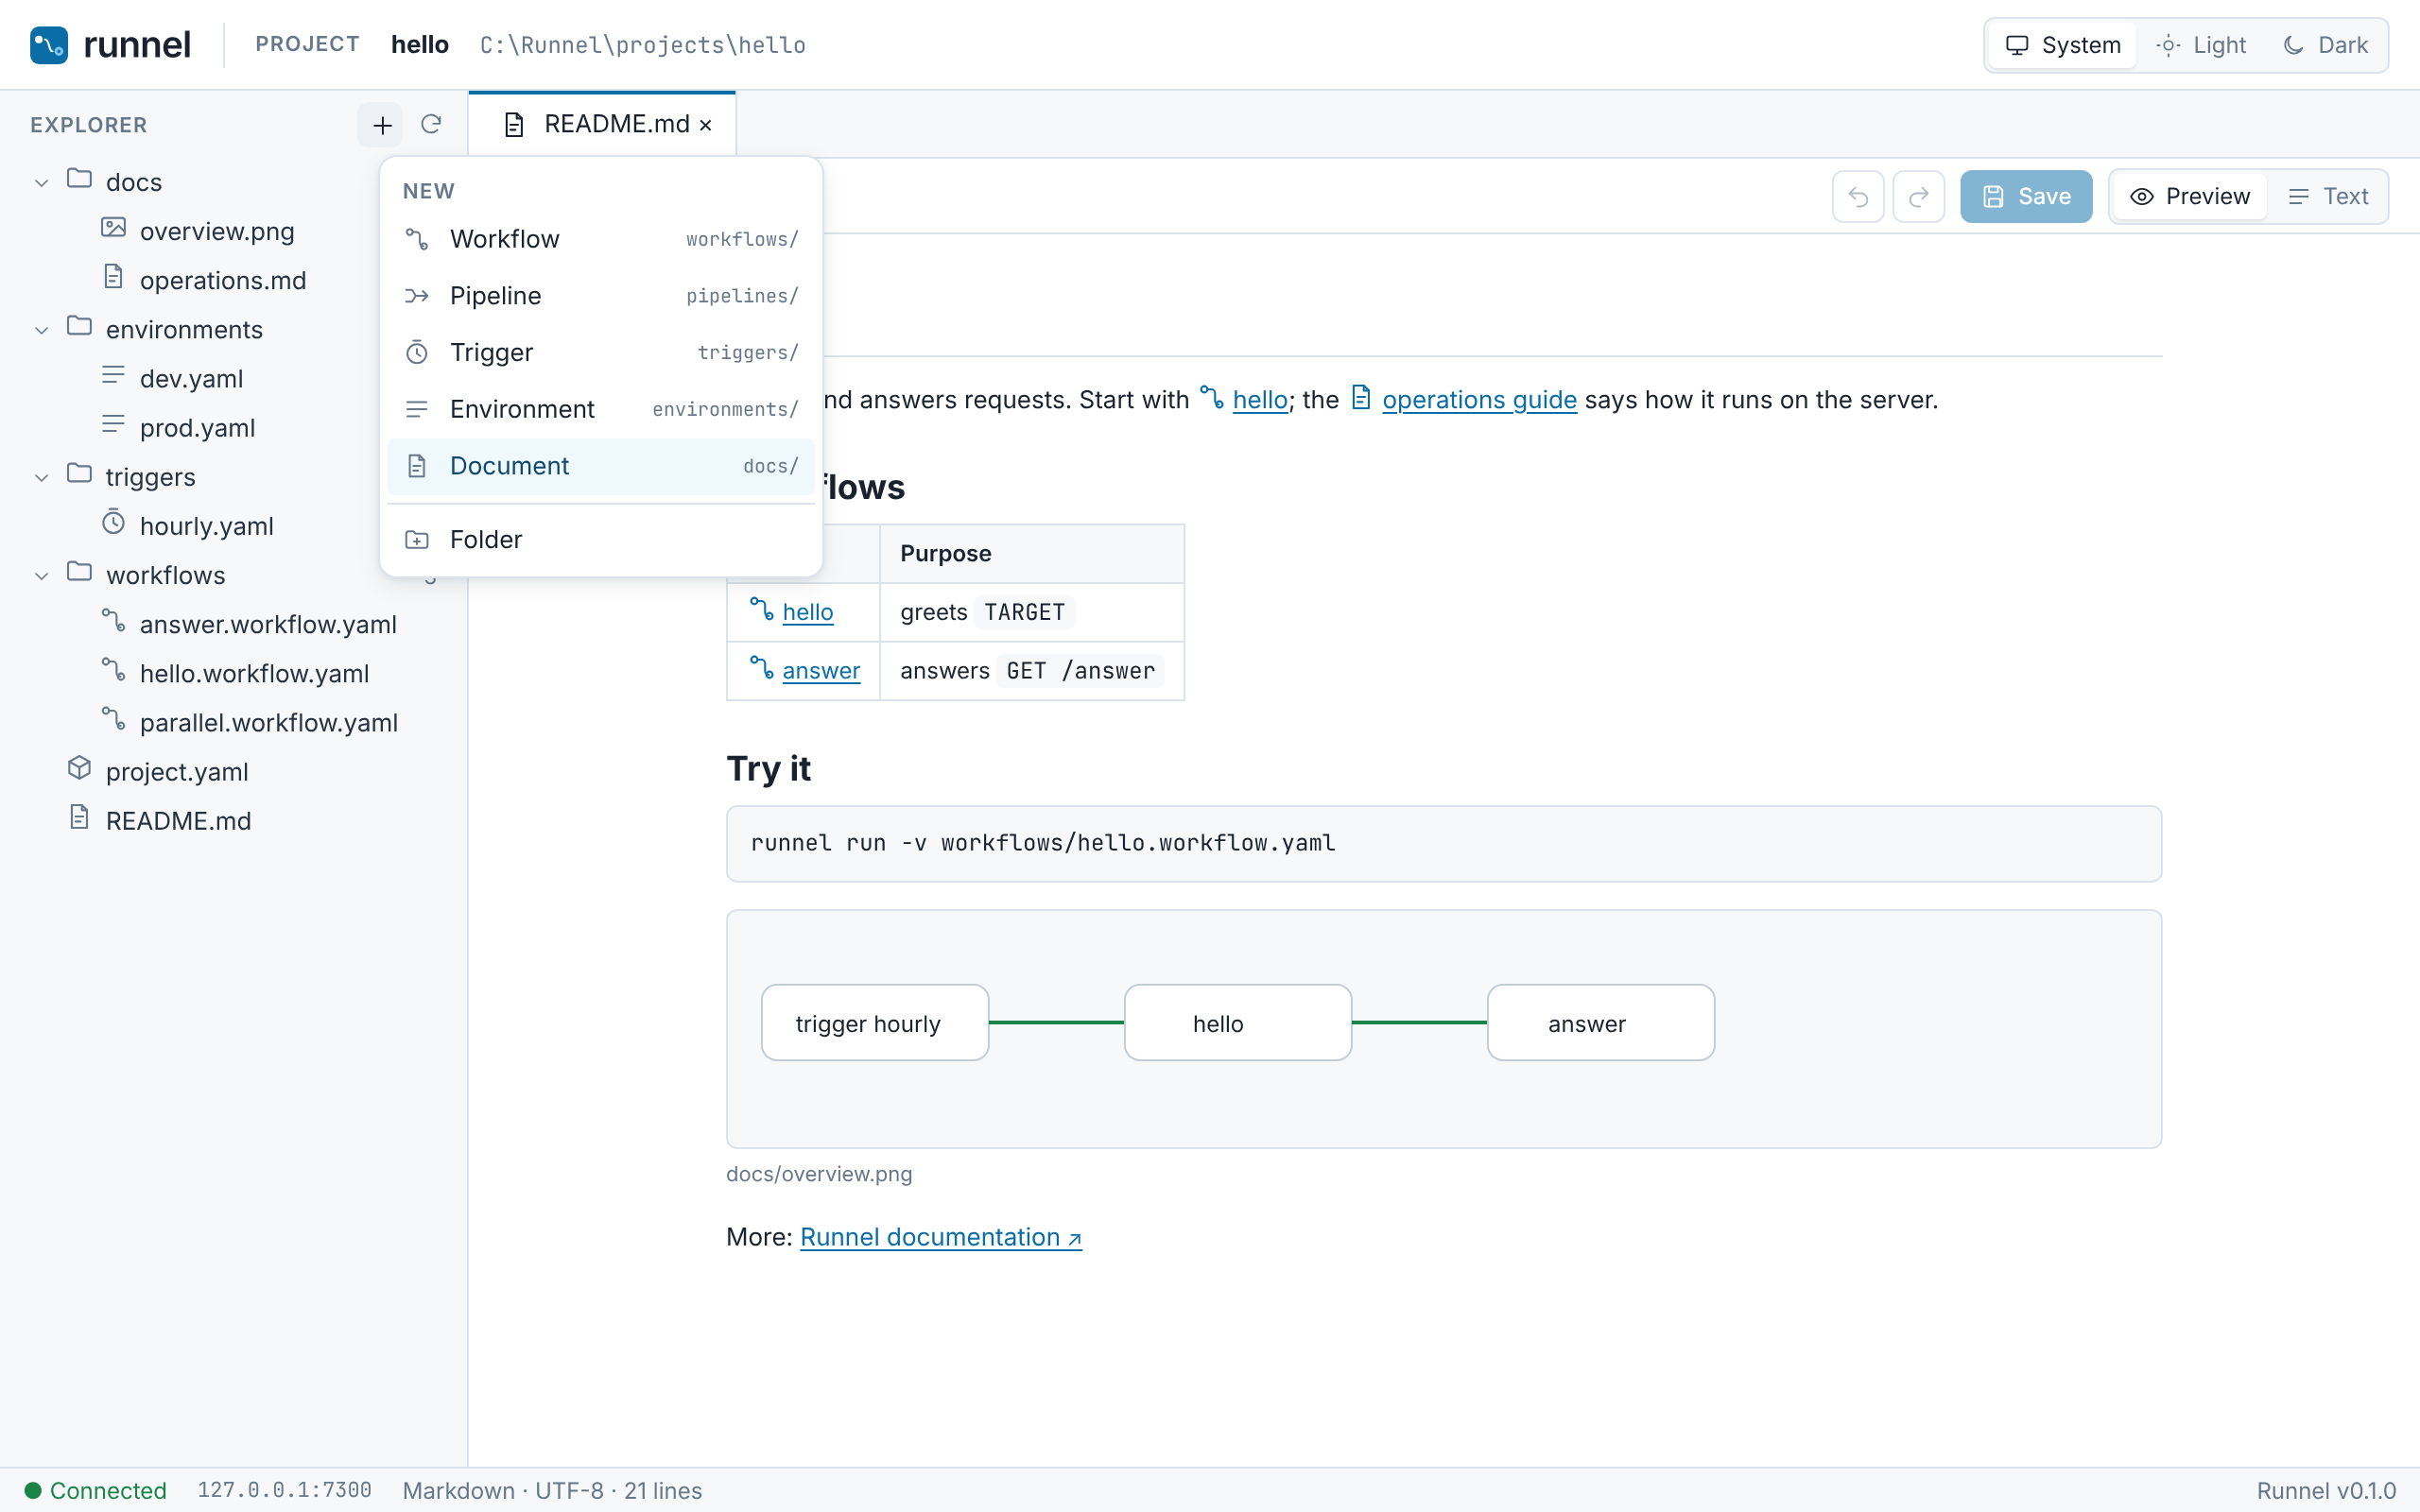 runnel PROJECT hello C:\Runnel\projects\hello System Light Dark
EXPLORER
docs
overview.png
operations.md
environments
dev.yaml
prod.yaml
triggers
hourly.yaml
workflows
answer.workflow.yaml
hello.workflow.yaml
parallel.workflow.yaml
project.yaml
README.md
README.md ×
Save Preview Text
NEW
Workflow workflows/
Pipeline pipelines/
Trigger triggers/
Environment environments/
Document docs/
Folder
answers requests. Start with hello; the operations guide says how it runs on the server.
Purpose
hello greets TARGET
answer answers GET /answer
Try it
runnel run -v workflows/hello.workflow.yaml
trigger hourly hello answer
docs/overview.png
More: Runnel documentation ↗
Connected 127.0.0.1:7300 Markdown · UTF-8 · 21 lines Runnel v0.1.0